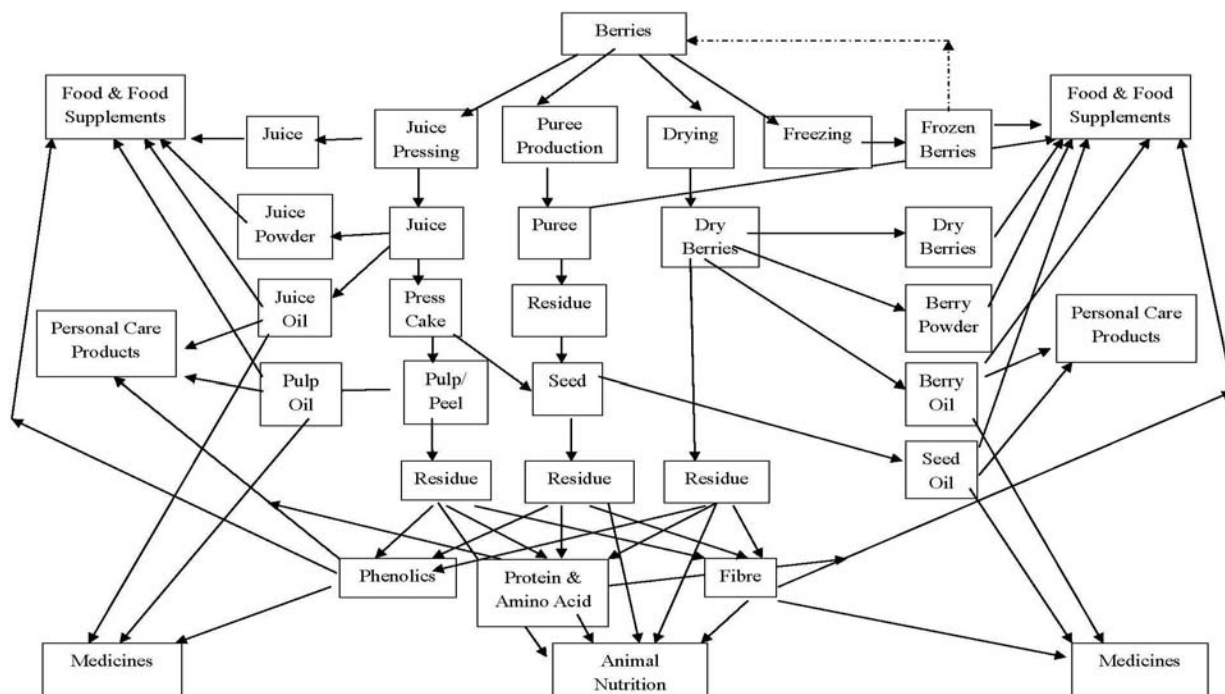 Berries
Food & Food
Supplements
Juice
Juice
Pressing
Puree
Production
Drying
Freezing
Frozen
Berries
Food & Food
Supplements
Juice
Powder
Juice
Puree
Dry
Berries
Dry
Berries
Juice
Oil
Press
Cake
Residue
Berry
Powder
Personal Care
Products
Personal Care
Products
Pulp
Oil
Pulp/
Peel
Seed
Berry
Oil
Seed
Oil
Residue
Residue
Residue
Phenolics
Protein &
Amino Acid
Fibre
Medicines
Animal
Nutrition
Medicines